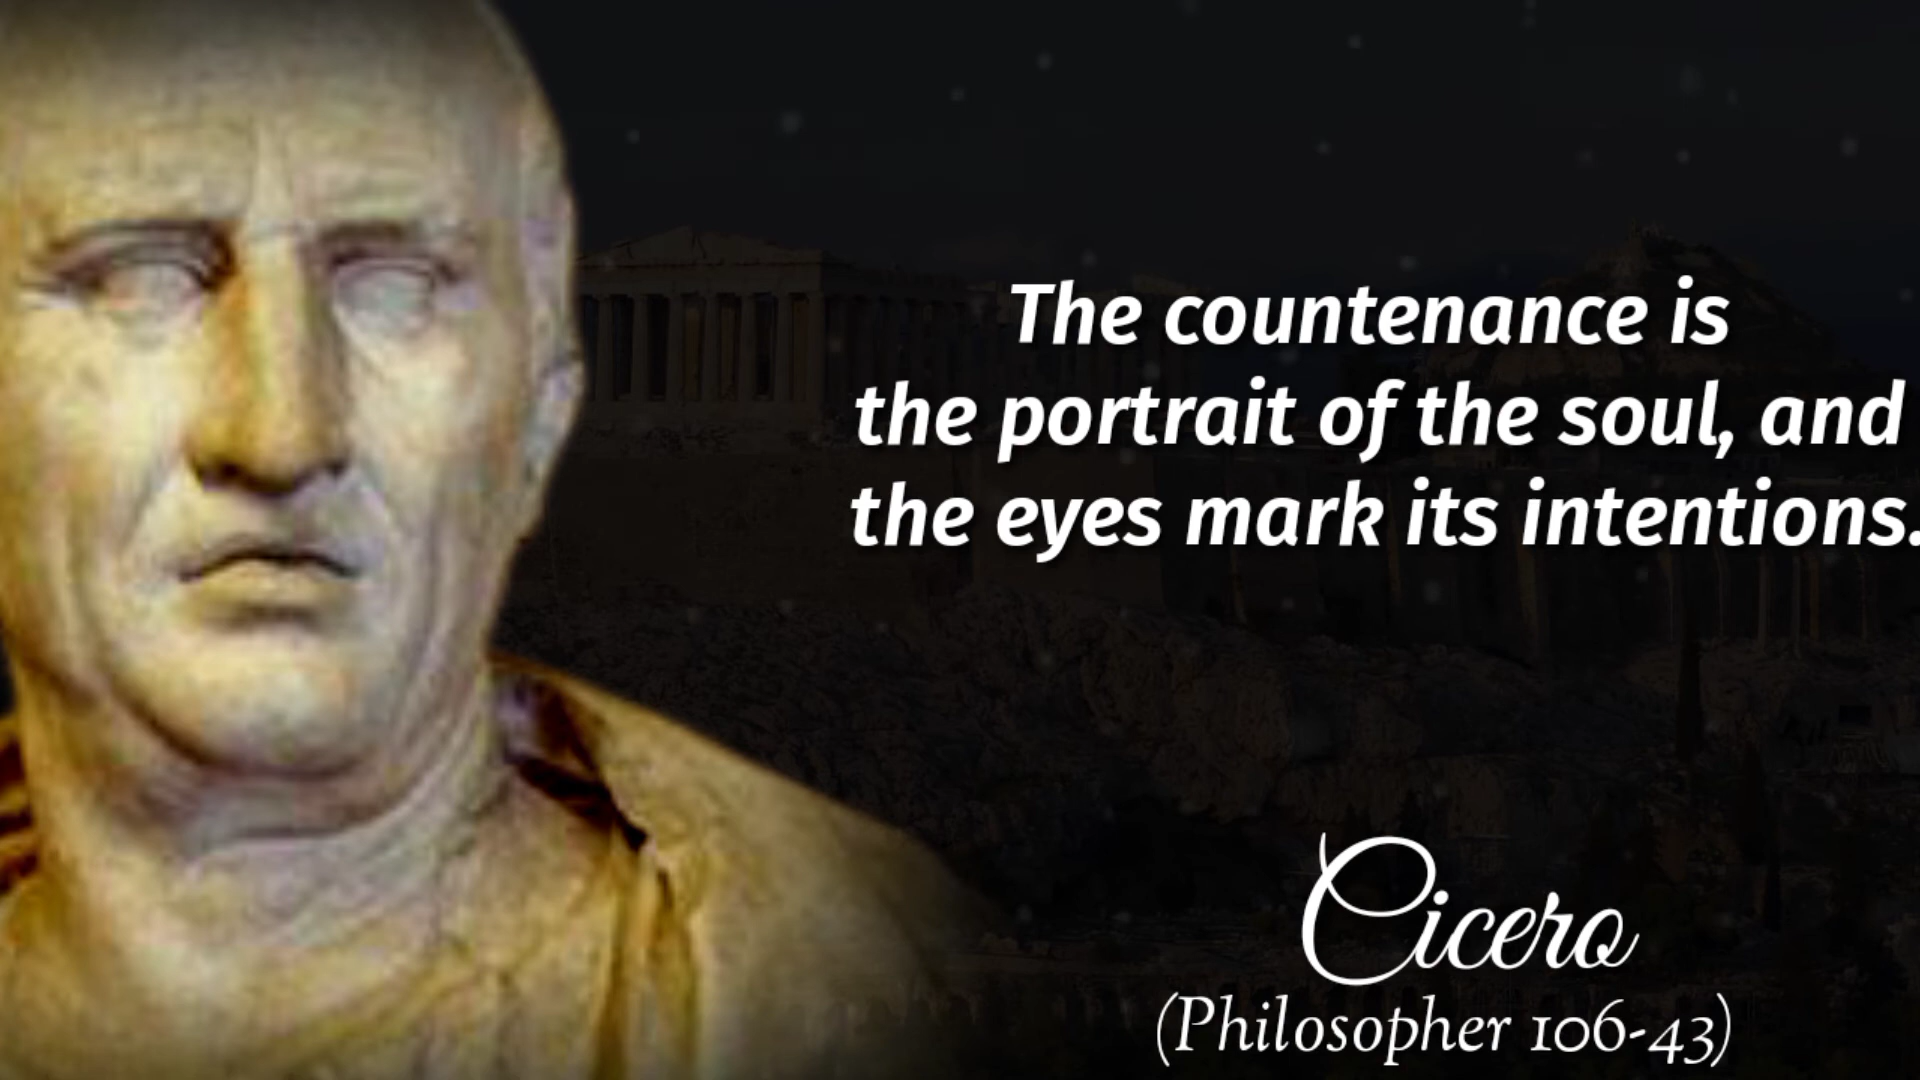 The countenance is
the portrait of the soul, and
the eyes mark its intentions.
Cicero
(Philosopher 106-43)